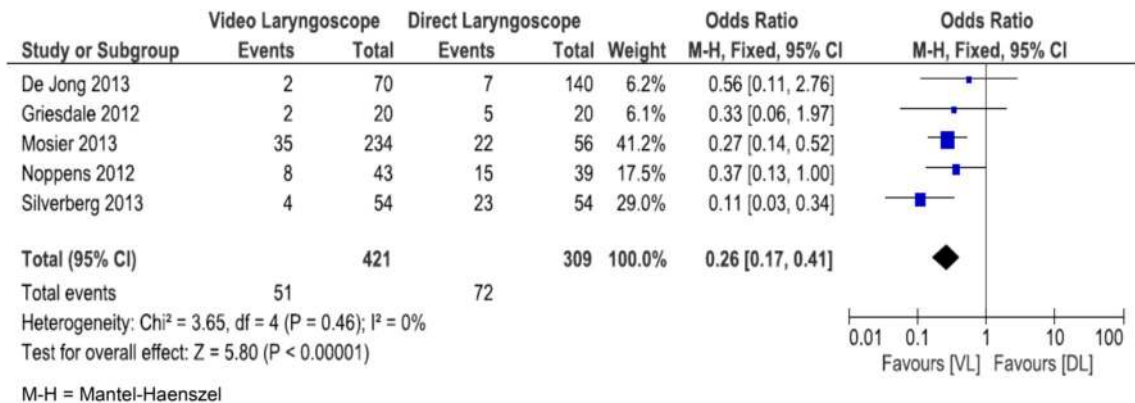 Video Laryngoscope Direct Laryngoscope Odds Ratio Odds Ratio
Study or Subgroup Events Total Events Total Weight M-H, Fixed, 95% CI M-H, Fixed, 95% CI
De Jong 2013 2 70 7 140 6.2% 0.56 [0.11, 2.76]
Griesdale 2012 2 20 5 20 6.1% 0.33 [0.06, 1.97]
Mosier 2013 35 234 22 56 41.2% 0.27 [0.14, 0.52]
Noppens 2012 8 43 15 39 17.5% 0.37 [0.13, 1.00]
Silverberg 2013 4 54 23 54 29.0% 0.11 [0.03, 0.34]
Total (95% CI) 421 309 100.0% 0.26 [0.17, 0.41]
Total events 51 72
Heterogeneity: Chi² = 3.65, df = 4 (P = 0.46); I² = 0%
Test for overall effect: Z = 5.80 (P < 0.00001)
0.01 0.1 1 10 100
Favours [VL] Favours [DL]
M-H = Mantel-Haenszel